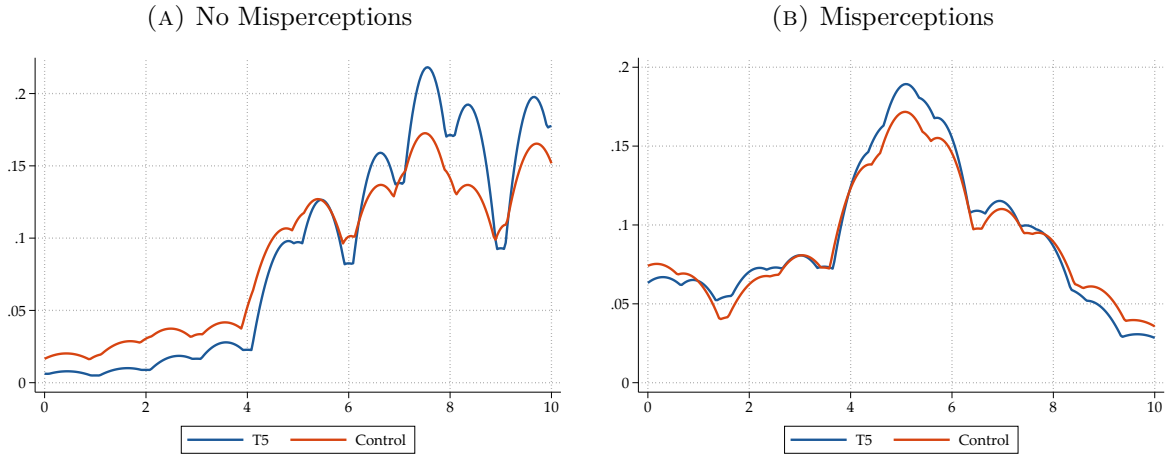 (A) No Misperceptions
.2
.15
.1
.05
0
0 2 4 6 8 10
T5 Control
(B) Misperceptions
.2
.15
.1
.05
0
0 2 4 6 8 10
T5 Control